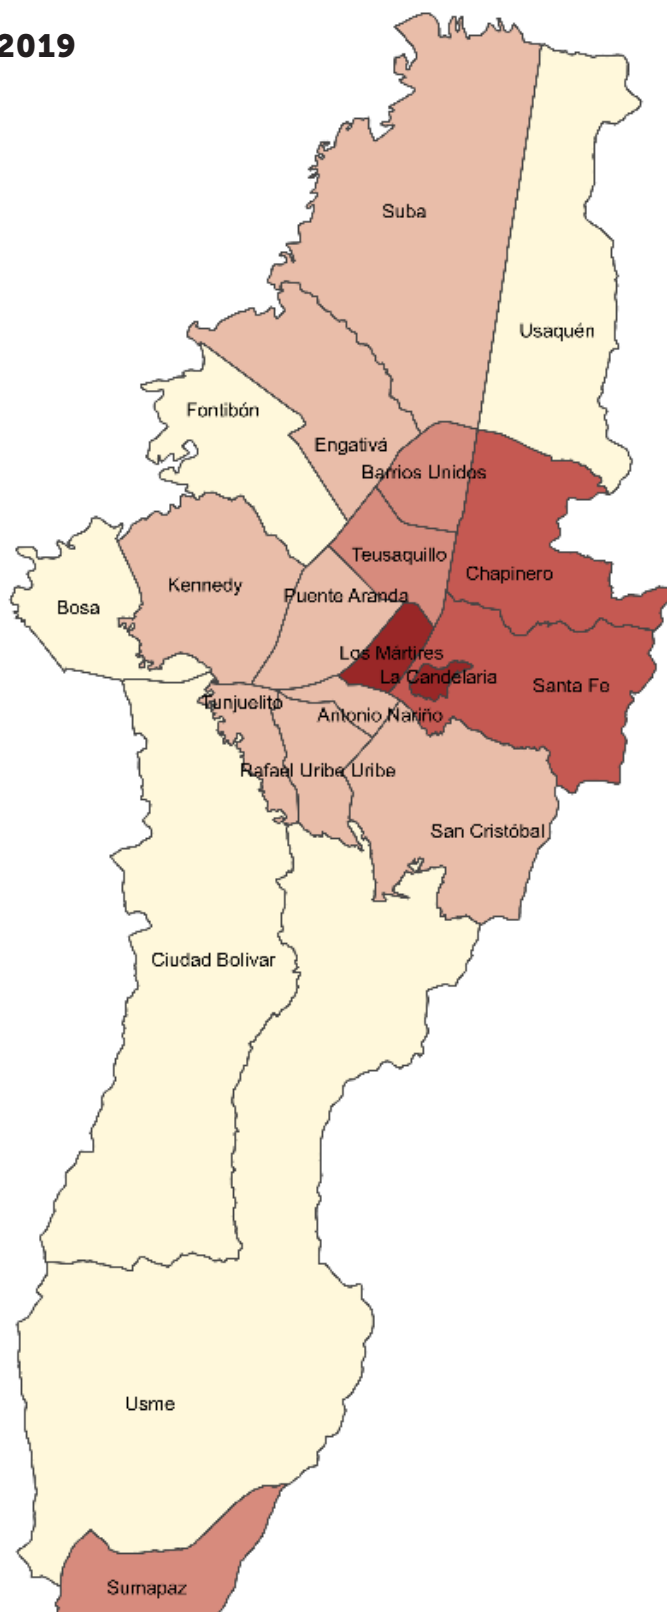 2019
Suba
Usaquén
Fontibón
Engativá
Barrios Unidos
Teusaquillo
Chapinero
Kennedy
Puente Aranda
Bosa
Los Mártires
La Candelaria
Santa Fe
Tunjuelito
Antonio Nariño
Rafael Uribe Uribe
San Cristóbal
Ciudad Bolivar
Usme
Sumapaz